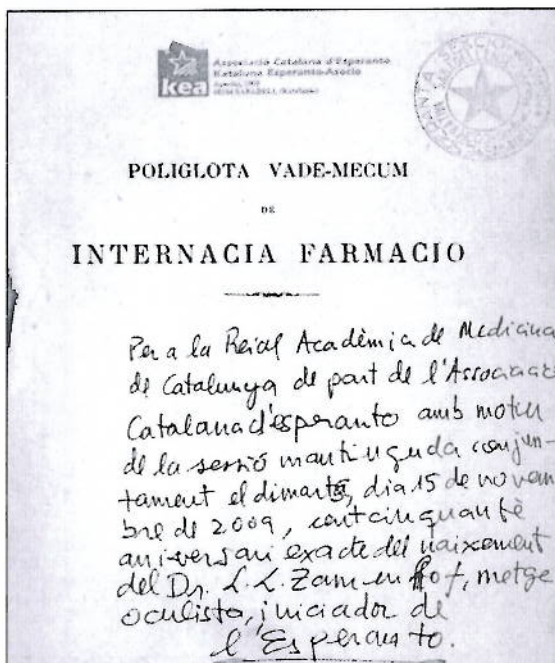 kea
Associació Catalana d'Esperanto
Kataluna Esperanto-Asocio
POLIGLOTA VADE-MECUM
DE
INTERNACIA FARMACIO
Per a la Reial Acadèmia de Medicina
de Catalunya de part de l'Associació
Catalana d'esperanto amb motiu
de la sessió mantinguda conjun-
tament el dimarts, dia 15 de novem
bre de 2009, cent cinquantè
aniversari exacte del naixement
del Dr. L. L. Zamenhof, metge
oculista, iniciador de
l'Esperanto.